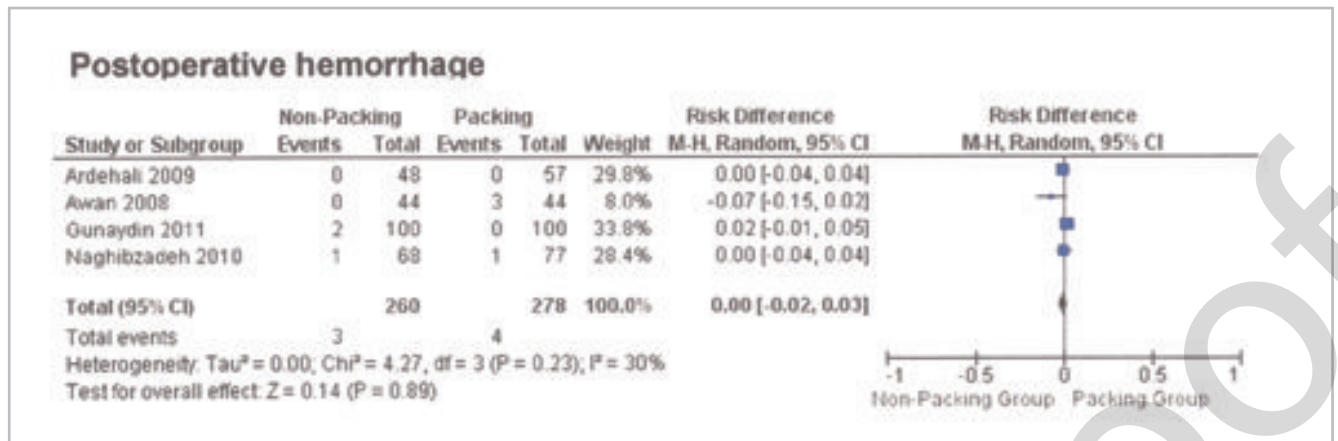 Postoperative hemorrhage
Non-Packing Packing Risk Difference Risk Difference
Study or Subgroup Events Total Events Total Weight M-H, Random, 95% CI M-H, Random, 95% CI
Ardehali 2009 0 48 0 57 29.8% 0.00 [-0.04, 0.04]
Awan 2008 0 44 3 44 8.0% -0.07 [-0.15, 0.02]
Gunaydin 2011 2 100 0 100 33.8% 0.02 [-0.01, 0.05]
Naghibzadeh 2010 1 68 1 77 28.4% 0.00 [-0.04, 0.04]
Total (95% CI) 260 278 100.0% 0.00 [-0.02, 0.03]
Total events 3 4
Heterogeneity: Tau² = 0.00; Chi² = 4.27, df = 3 (P = 0.23); I² = 30%
Test for overall effect: Z = 0.14 (P = 0.89)
-1 -0.5 0 0.5 1
Non-Packing Group Packing Group